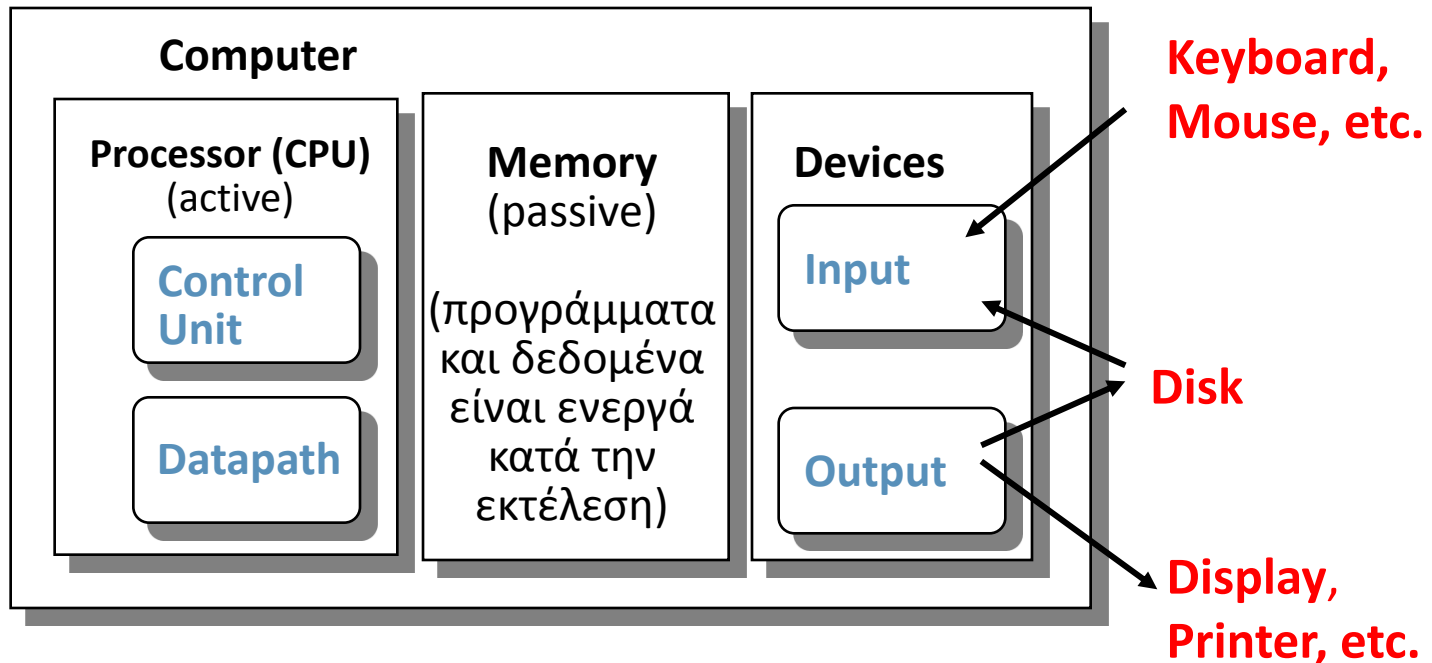 Computer
Processor (CPU)
(active)
Control
Unit
Datapath
Memory
(passive)
(προγράμματα
και δεδομένα
είναι ενεργά
κατά την
εκτέλεση)
Devices
Input
Output
Keyboard,
Mouse, etc.
Disk
Display,
Printer, etc.